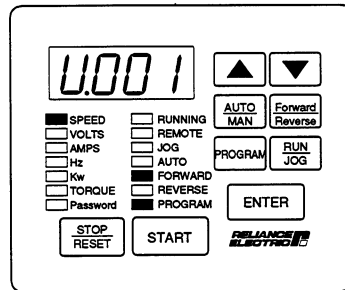 U.001
SPEED
VOLTS
AMPS
Hz
Kw
TORQUE
Password
RUNNING
REMOTE
JOG
AUTO
FORWARD
REVERSE
PROGRAM
AUTO
MAN
Forward
Reverse
PROGRAM
RUN
JOG
ENTER
STOP
RESET
START
RELIANCE
ELECTRIC